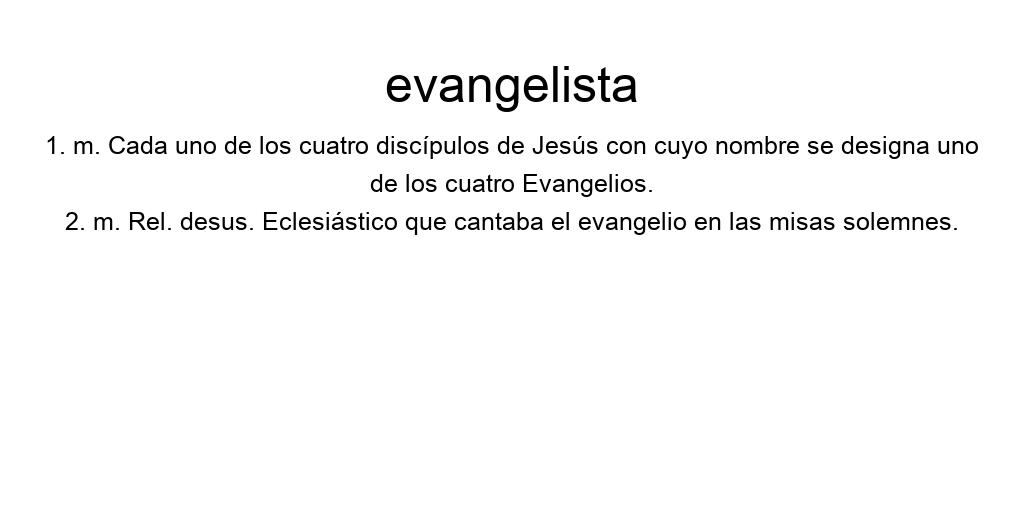 evangelista
1. m. Cada uno de los cuatro discípulos de Jesús con cuyo nombre se designa uno
de los cuatro Evangelios.
2. m. Rel. desus. Eclesiástico que cantaba el evangelio en las misas solemnes.